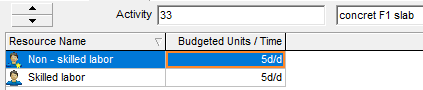 Activity 33 concret F1 slab
Resource Name Budgeted Units / Time
Non - skilled labor 5d/d
Skilled labor 5d/d